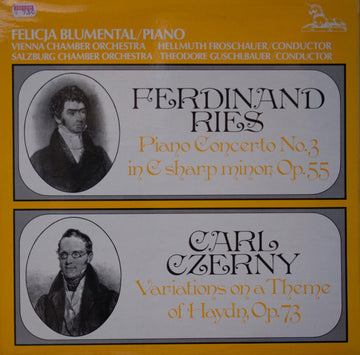 FELICJA BLUMENTAL/PIANO
VIENNA CHAMBER ORCHESTRA HELLMUTH FROSCHAUER/CONDUCTOR
SALZBURG CHAMBER ORCHESTRA THEODORE GUSCHLBAUER CONDUCTOR
FERDINAND
RIES
Piano Concerto No.3
in C sharp minor, Op.55
CARL
CZERNY
Variations on a Theme
of Haydn, Op.73